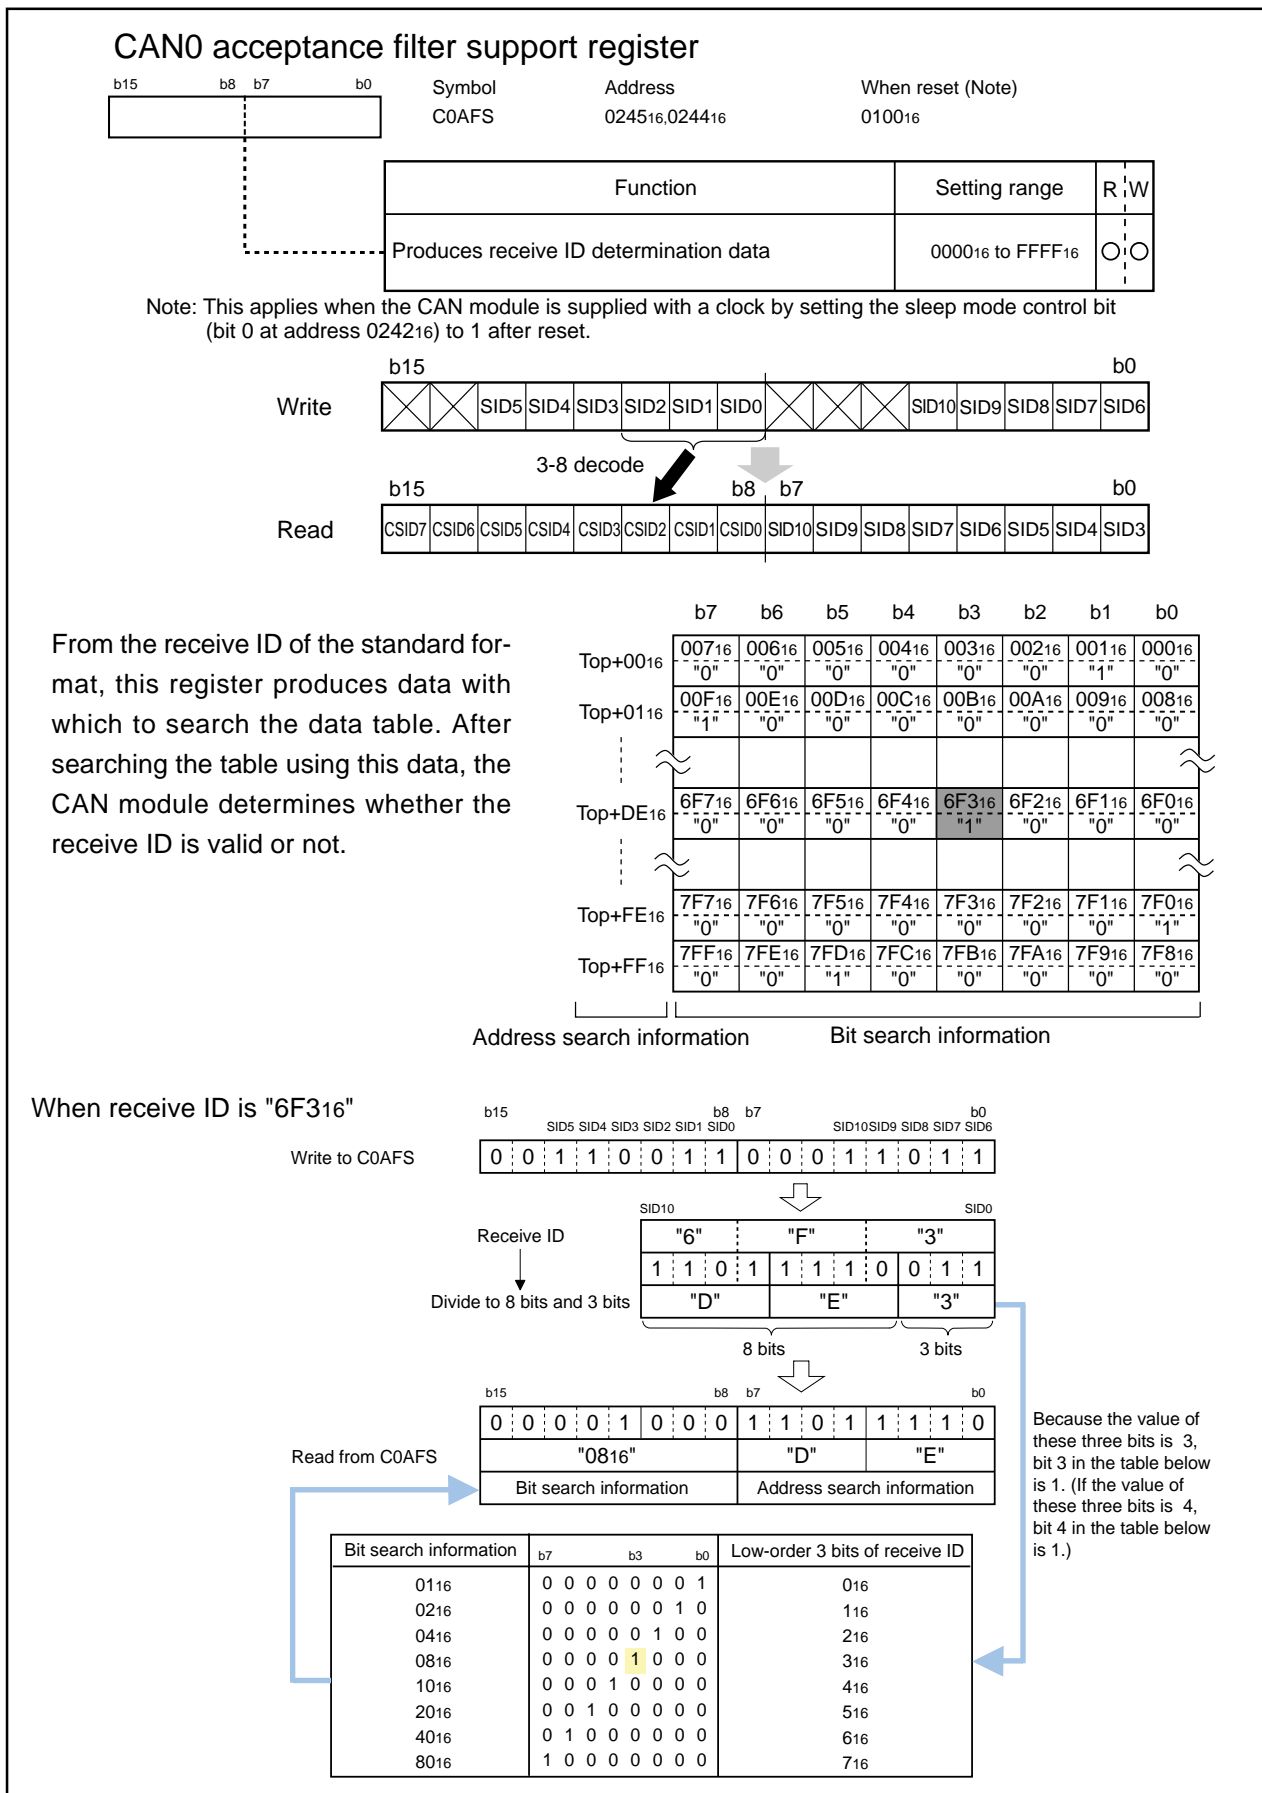 CAN0 acceptance filter support register
b15 b8 b7 b0
Symbol Address When reset (Note)
C0AFS 024516,024416 010016
Function Setting range R W
Produces receive ID determination data 000016 to FFFF16 ○ ○
Note: This applies when the CAN module is supplied with a clock by setting the sleep mode control bit
(bit 0 at address 024216) to 1 after reset.
b15 b0
Write SID5 SID4 SID3 SID2 SID1 SID0 SID10 SID9 SID8 SID7 SID6
3-8 decode
b15 b8 b7 b0
Read CSID7 CSID6 CSID5 CSID4 CSID3 CSID2 CSID1 CSID0 SID10 SID9 SID8 SID7 SID6 SID5 SID4 SID3
From the receive ID of the standard for-
mat, this register produces data with
which to search the data table. After
searching the table using this data, the
CAN module determines whether the
receive ID is valid or not.
b7 b6 b5 b4 b3 b2 b1 b0
Top+0016 00716 00616 00516 00416 00316 00216 00116 00016
"0" "0" "0" "0" "0" "0" "1" "0"
Top+0116 00F16 00E16 00D16 00C16 00B16 00A16 00916 00816
"1" "0" "0" "0" "0" "0" "0" "0"
Top+DE16 6F716 6F616 6F516 6F416 6F316 6F216 6F116 6F016
"0" "0" "0" "0" "1" "0" "0" "0"
Top+FE16 7F716 7F616 7F516 7F416 7F316 7F216 7F116 7F016
"0" "0" "0" "0" "0" "0" "0" "1"
Top+FF16 7FF16 7FE16 7FD16 7FC16 7FB16 7FA16 7F916 7F816
"0" "0" "1" "0" "0" "0" "0" "0"
Address search information Bit search information
When receive ID is "6F316"
b15 b8 b7 b0
SID5 SID4 SID3 SID2 SID1 SID0 SID10 SID9 SID8 SID7 SID6
Write to C0AFS 0 0 1 1 0 0 1 1 0 0 0 1 1 0 1 1
SID10 SID0
Receive ID "6" "F" "3"
1 1 0 1 1 1 1 0 0 1 1
Divide to 8 bits and 3 bits "D" "E" "3"
8 bits 3 bits
b15 b8 b7 b0
0 0 0 0 1 0 0 0 1 1 0 1 1 1 1 0
Read from C0AFS "0816" "D" "E"
Bit search information Address search information
Because the value of
these three bits is 3,
bit 3 in the table below
is 1. (If the value of
these three bits is 4,
bit 4 in the table below
is 1.)
Bit search information b7 b3 b0 Low-order 3 bits of receive ID
0116 0 0 0 0 0 0 0 1 016
0216 0 0 0 0 0 0 1 0 116
0416 0 0 0 0 0 1 0 0 216
0816 0 0 0 0 1 0 0 0 316
1016 0 0 0 1 0 0 0 0 416
2016 0 0 1 0 0 0 0 0 516
4016 0 1 0 0 0 0 0 0 616
8016 1 0 0 0 0 0 0 0 716